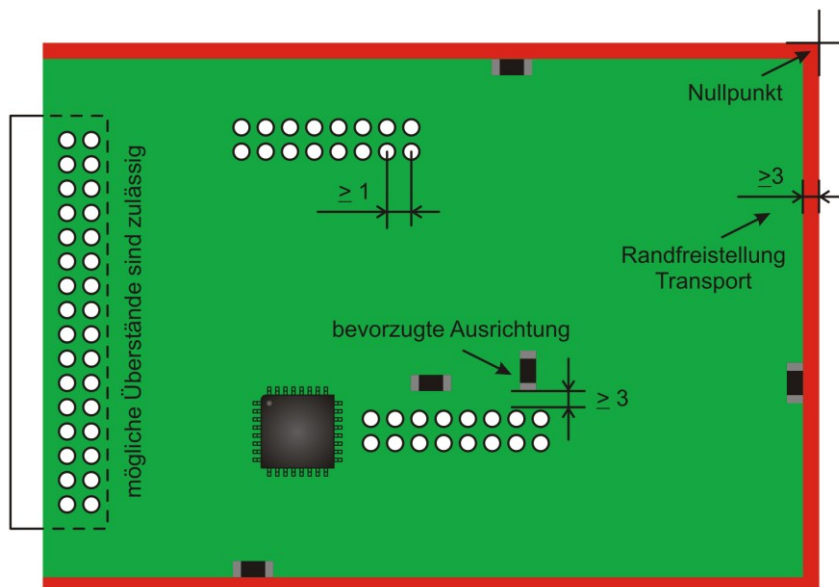 Nullpunkt
≥ 1
≥3
Randfreistellung
Transport
mögliche Überstände sind zulässig
bevorzugte Ausrichtung
≥ 3